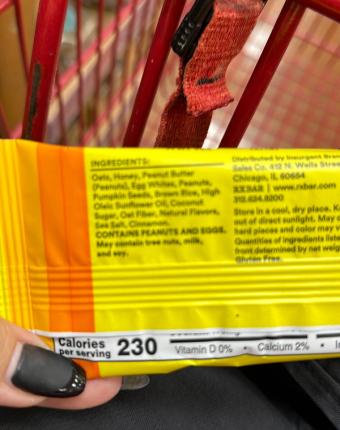 INGREDIENTS:
Oats, Honey, Peanut Butter
(Peanuts), Egg Whites, Peanuts,
Pumpkin Seeds, Brown Rice, High
Oleic Sunflower Oil, Coconut
Sugar, Oat Fiber, Natural Flavors,
Sea Salt, Cinnamon.
CONTAINS PEANUTS AND EGGS.
May contain tree nuts, milk,
and soy.
Distributed by Insurgent Bran
Sales Co. 412 N. Wells Stree
Chicago, IL 60654
RXBAR | www.rxbar.com
312.624.8200
Store in a cool, dry place. K
out of direct sunlight. May c
hard pieces and color may v
Quantities of ingredients liste
front determined by net weig
Gluten Free.
Calories
per serving 230
Vitamin D 0% • Calcium 2% • I